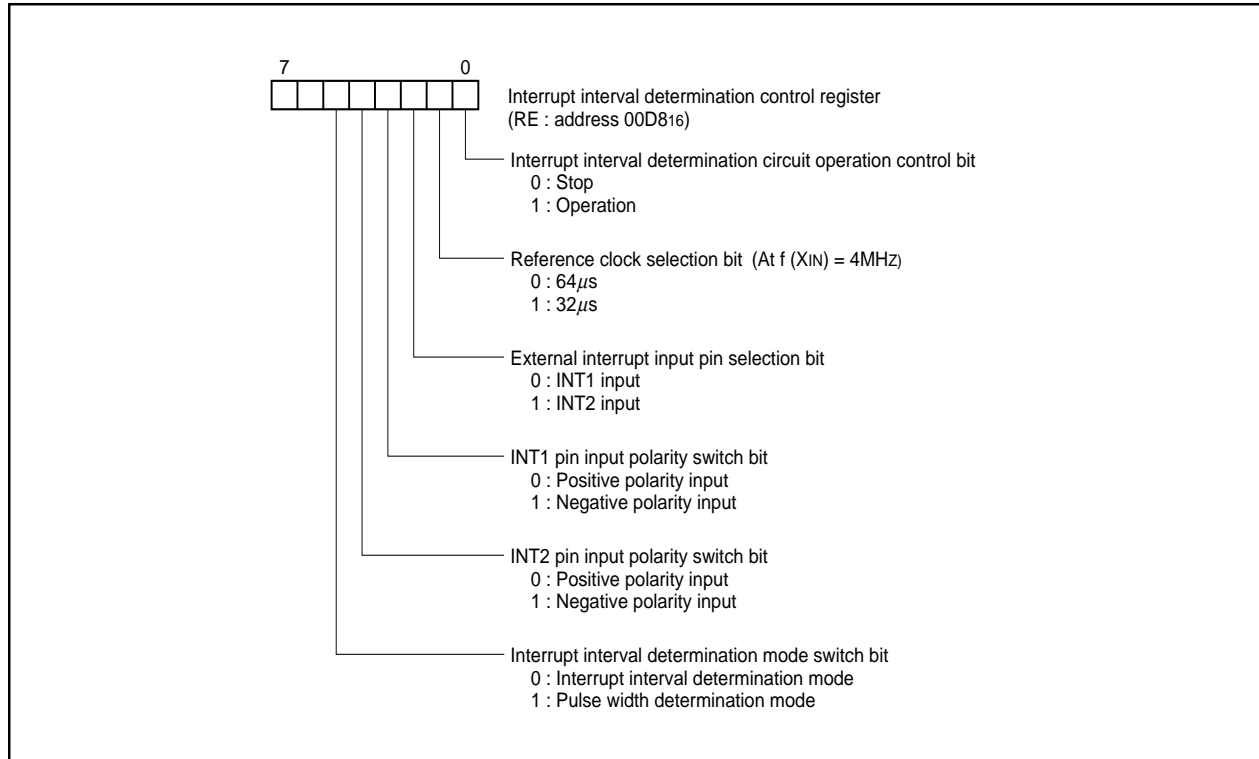 7 0
Interrupt interval determination control register
(RE : address 00D816)
Interrupt interval determination circuit operation control bit
0 : Stop
1 : Operation
Reference clock selection bit (At f (XIN) = 4MHZ)
0 : 64μs
1 : 32μs
External interrupt input pin selection bit
0 : INT1 input
1 : INT2 input
INT1 pin input polarity switch bit
0 : Positive polarity input
1 : Negative polarity input
INT2 pin input polarity switch bit
0 : Positive polarity input
1 : Negative polarity input
Interrupt interval determination mode switch bit
0 : Interrupt interval determination mode
1 : Pulse width determination mode